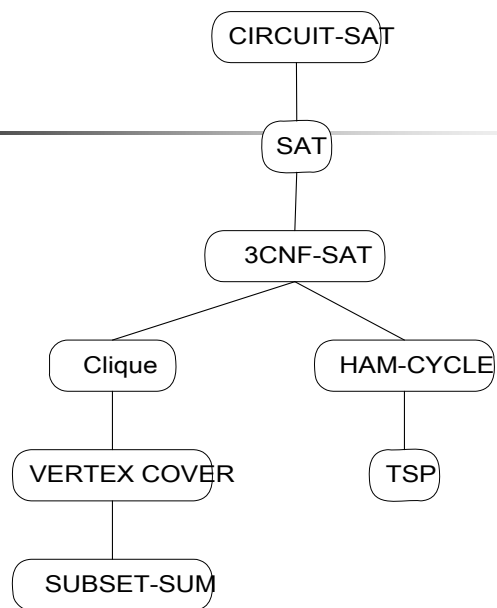 CIRCUIT-SAT
SAT
3CNF-SAT
Clique
HAM-CYCLE
VERTEX COVER
TSP
SUBSET-SUM